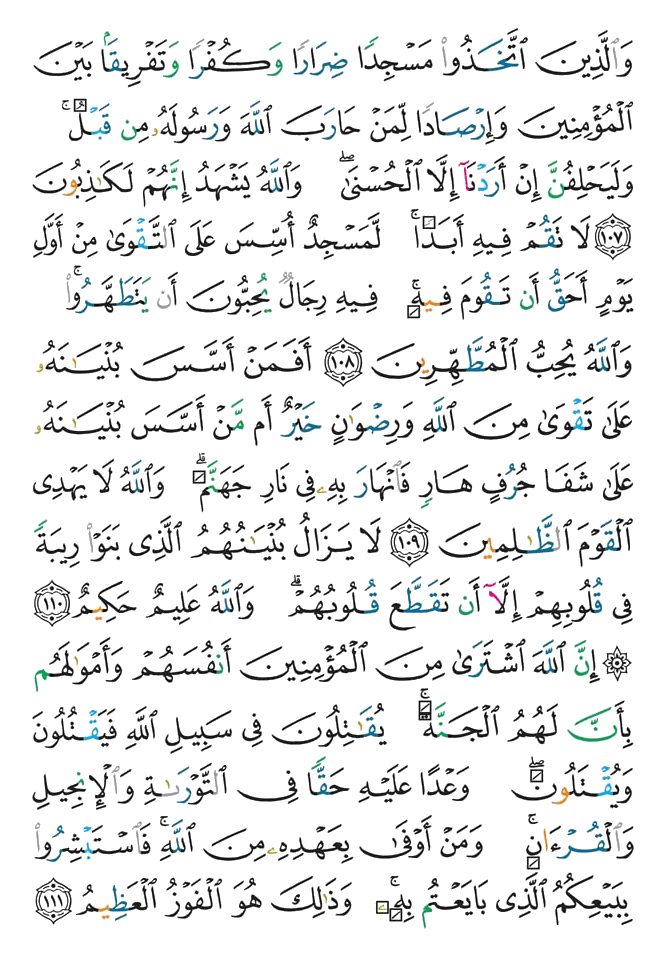 وَٱلَّذِينَ ٱتَّخَذُوا۟ مَسْجِدًا ضِرَارًا وَكُفْرًا وَتَفْرِيقًۢا بَيْنَ
ٱلْمُؤْمِنِينَ وَإِرْصَادًا لِّمَنْ حَارَبَ ٱللَّهَ وَرَسُولَهُۥ مِن قَبْلُ ۚ
وَلَيَحْلِفُنَّ إِنْ أَرَدْنَآ إِلَّا ٱلْحُسْنَىٰ ۖ وَٱللَّهُ يَشْهَدُ إِنَّهُمْ لَكَـٰذِبُونَ
﴿١٠٧﴾ لَا تَقُمْ فِيهِ أَبَدًا ۚ لَّمَسْجِدٌ أُسِّسَ عَلَى ٱلتَّقْوَىٰ مِنْ أَوَّلِ
يَوْمٍ أَحَقُّ أَن تَقُومَ فِيهِ ۚ فِيهِ رِجَالٌ يُحِبُّونَ أَن يَتَطَهَّرُوا۟ ۚ
وَٱللَّهُ يُحِبُّ ٱلْمُطَّهِّرِينَ ﴿١٠٨﴾ أَفَمَنْ أَسَّسَ بُنْيَـٰنَهُۥ
عَلَىٰ تَقْوَىٰ مِنَ ٱللَّهِ وَرِضْوَٰنٍ خَيْرٌ أَم مَّنْ أَسَّسَ بُنْيَـٰنَهُۥ
عَلَىٰ شَفَا جُرُفٍ هَارٍ فَٱنْهَارَ بِهِۦ فِى نَارِ جَهَنَّمَ ۗ وَٱللَّهُ لَا يَهْدِى
ٱلْقَوْمَ ٱلظَّـٰلِمِينَ ﴿١٠٩﴾ لَا يَزَالُ بُنْيَـٰنُهُمُ ٱلَّذِى بَنَوْا۟ رِيبَةً
فِى قُلُوبِهِمْ إِلَّآ أَن تَقَطَّعَ قُلُوبُهُمْ ۗ وَٱللَّهُ عَلِيمٌ حَكِيمٌ ﴿١١٠﴾
۞ إِنَّ ٱللَّهَ ٱشْتَرَىٰ مِنَ ٱلْمُؤْمِنِينَ أَنفُسَهُمْ وَأَمْوَٰلَهُم
بِأَنَّ لَهُمُ ٱلْجَنَّةَ ۚ يُقَـٰتِلُونَ فِى سَبِيلِ ٱللَّهِ فَيَقْتُلُونَ
وَيُقْتَلُونَ ۖ وَعْدًا عَلَيْهِ حَقًّا فِى ٱلتَّوْرَىٰةِ وَٱلْإِنجِيلِ
وَٱلْقُرْءَانِ ۚ وَمَنْ أَوْفَىٰ بِعَهْدِهِۦ مِنَ ٱللَّهِ ۚ فَٱسْتَبْشِرُوا۟
بِبَيْعِكُمُ ٱلَّذِى بَايَعْتُم بِهِۦ ۚ وَذَٰلِكَ هُوَ ٱلْفَوْزُ ٱلْعَظِيمُ ﴿١١١﴾